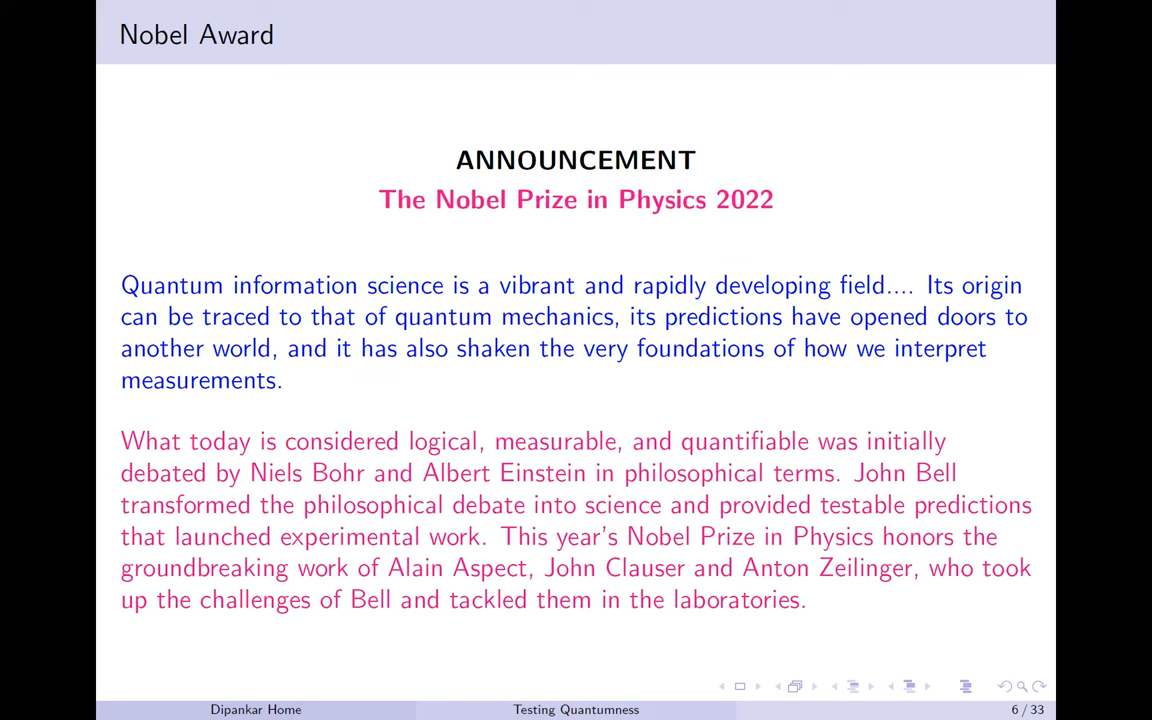 Nobel Award
ANNOUNCEMENT
The Nobel Prize in Physics 2022
Quantum information science is a vibrant and rapidly developing field.... Its origin
can be traced to that of quantum mechanics, its predictions have opened doors to
another world, and it has also shaken the very foundations of how we interpret
measurements.
What today is considered logical, measurable, and quantifiable was initially
debated by Niels Bohr and Albert Einstein in philosophical terms. John Bell
transformed the philosophical debate into science and provided testable predictions
that launched experimental work. This year's Nobel Prize in Physics honors the
groundbreaking work of Alain Aspect, John Clauser and Anton Zeilinger, who took
up the challenges of Bell and tackled them in the laboratories.
Dipankar Home
Testing Quantumness
6 / 33